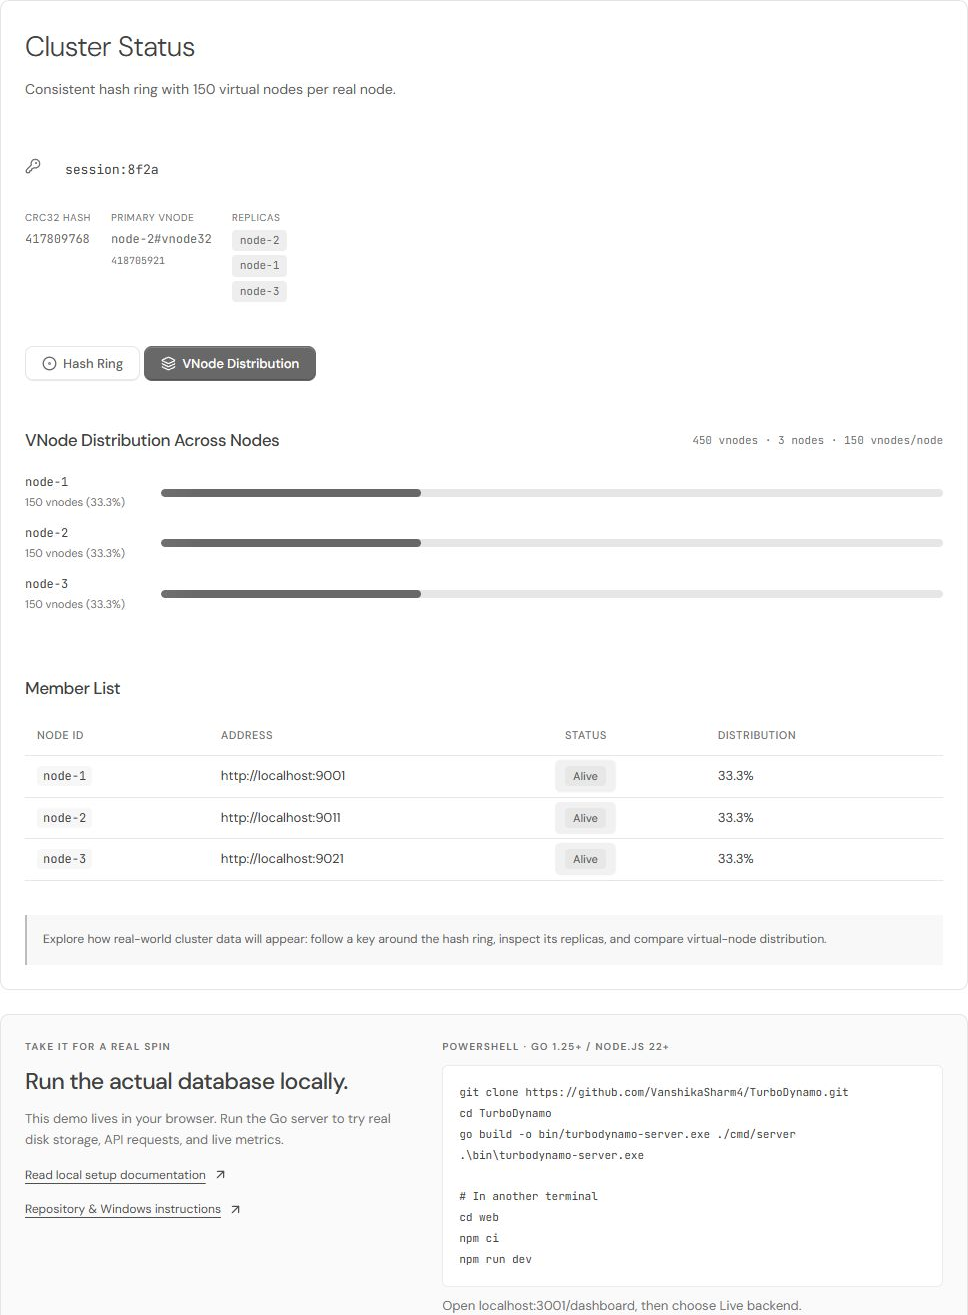 Cluster Status
Consistent hash ring with 150 virtual nodes per real node.
session:8f2a
CRC32 HASH PRIMARY VNODE REPLICAS
417809768 node-2#vnode32 node-2
418705921
node-1
node-3
Hash Ring VNode Distribution
VNode Distribution Across Nodes 450 vnodes · 3 nodes · 150 vnodes/node
node-1
150 vnodes (33.3%)
node-2
150 vnodes (33.3%)
node-3
150 vnodes (33.3%)
Member List
NODE ID ADDRESS STATUS DISTRIBUTION
node-1 http://localhost:9001 Alive 33.3%
node-2 http://localhost:9011 Alive 33.3%
node-3 http://localhost:9021 Alive 33.3%
Explore how real-world cluster data will appear: follow a key around the hash ring, inspect its replicas, and compare virtual-node distribution.
TAKE IT FOR A REAL SPIN
Run the actual database locally.
This demo lives in your browser. Run the Go server to try real
disk storage, API requests, and live metrics.
Read local setup documentation
Repository & Windows instructions
POWERSHELL · GO 1.25+ / NODE.JS 22+
git clone https://github.com/VanshikaSharm4/TurboDynamo.git
cd TurboDynamo
go build -o bin/turbodynamo-server.exe ./cmd/server
.\bin\turbodynamo-server.exe
# In another terminal
cd web
npm ci
npm run dev
Open localhost:3001/dashboard, then choose Live backend.